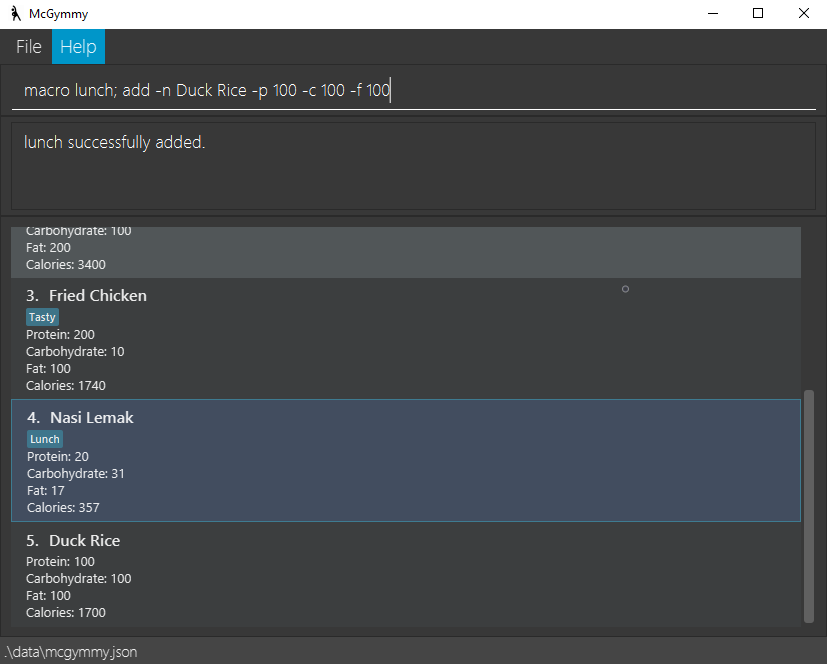 McGymmy
File Help
macro lunch; add -n Duck Rice -p 100 -c 100 -f 100
lunch successfully added.
Carbohydrate: 100
Fat: 200
Calories: 3400
3. Fried Chicken
Tasty
Protein: 200
Carbohydrate: 10
Fat: 100
Calories: 1740
4. Nasi Lemak
Lunch
Protein: 20
Carbohydrate: 31
Fat: 17
Calories: 357
5. Duck Rice
Protein: 100
Carbohydrate: 100
Fat: 100
Calories: 1700
.\data\mcgymmy.json